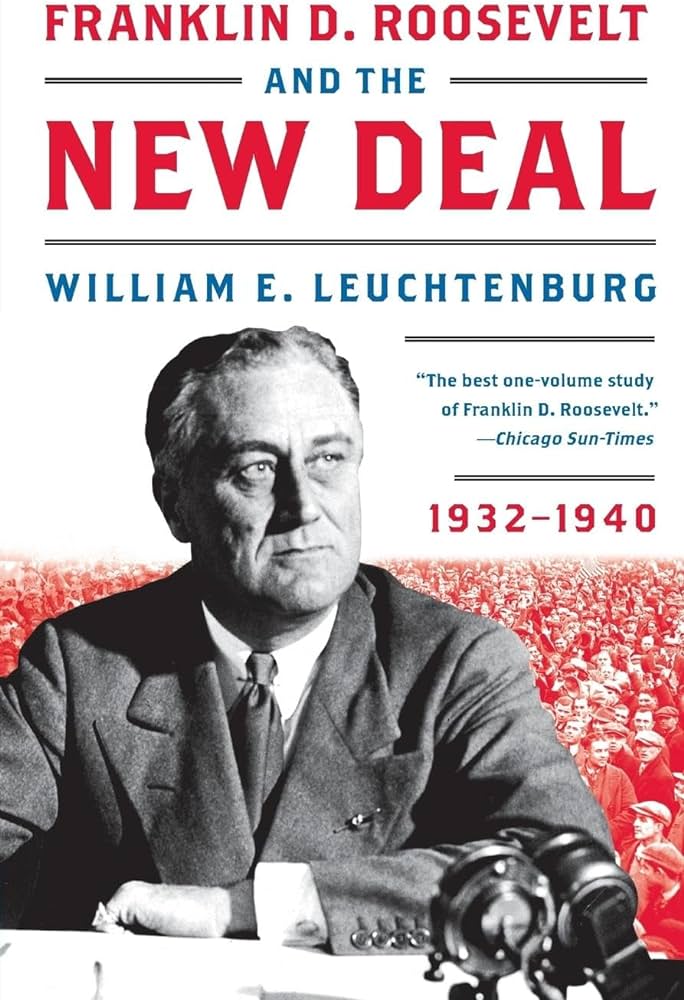 FRANKLIN D. ROOSEVELT
AND THE
NEW DEAL
WILLIAM E. LEUCHTENBURG
“The best one-volume study
of Franklin D. Roosevelt.”
—Chicago Sun-Times
1932–1940